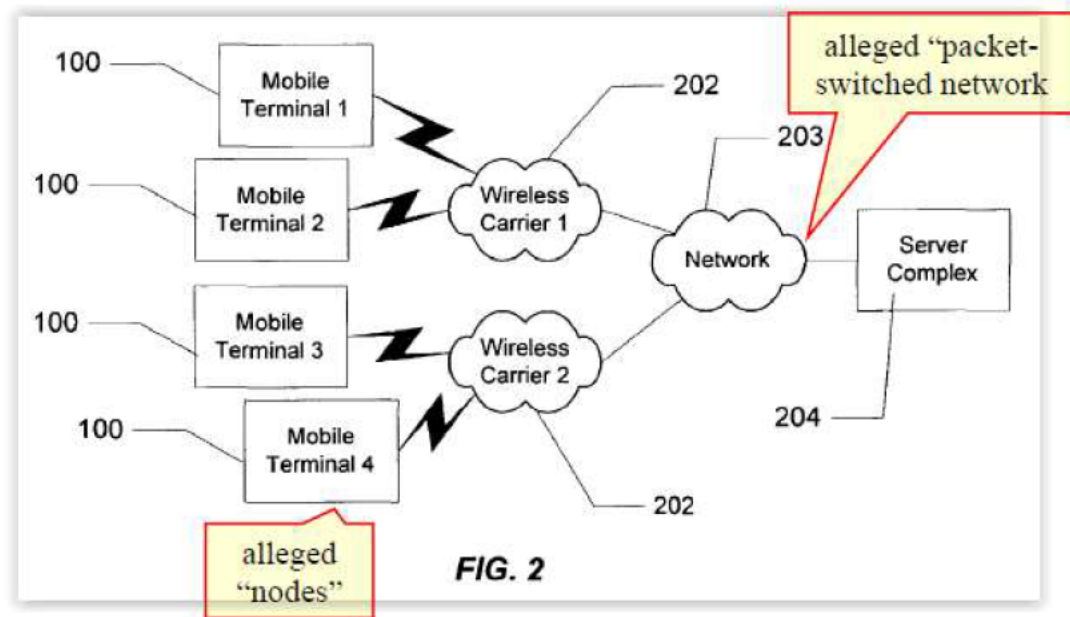 100
Mobile
Terminal 1
202
alleged “packet-
switched network
203
100
Mobile
Terminal 2
Wireless
Carrier 1
Network
Server
Complex
100
Mobile
Terminal 3
Wireless
Carrier 2
204
100
Mobile
Terminal 4
202
alleged
“nodes”
FIG. 2